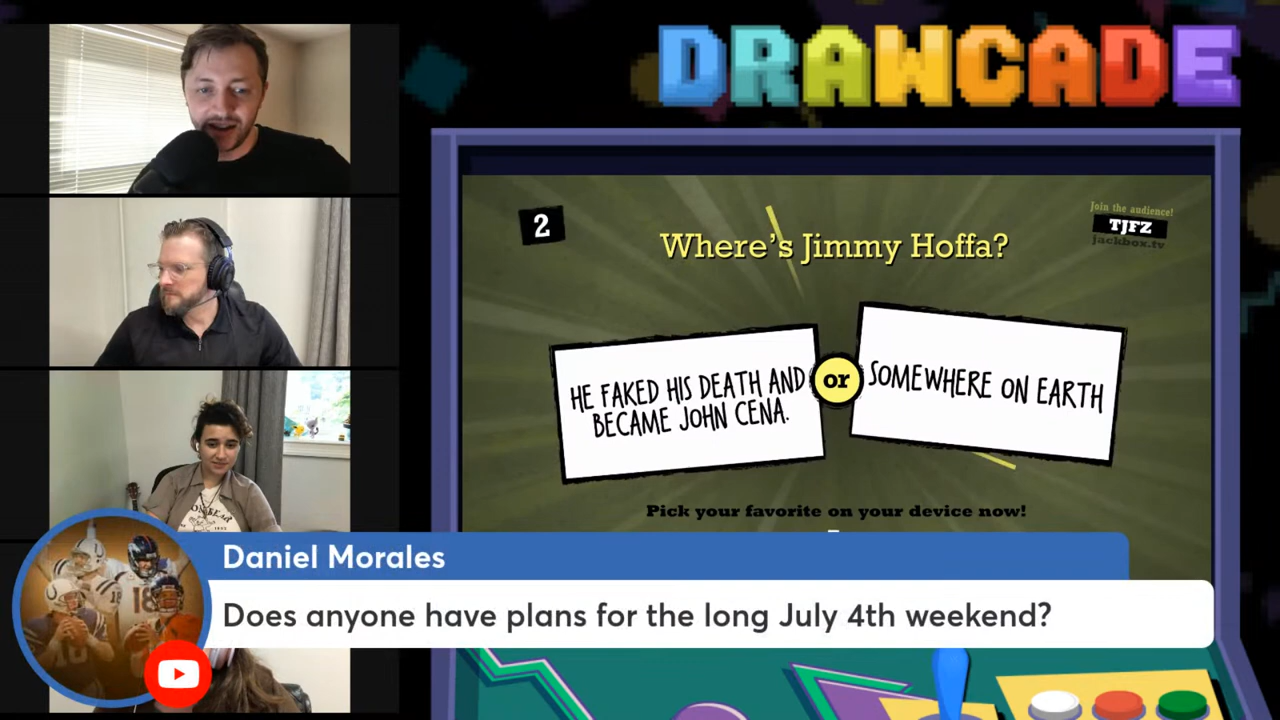 DRAWCADE
2
Where's Jimmy Hoffa?
Join the audience!
TJFZ
jackbox.tv
HE FAKED HIS DEATH AND
BECAME JOHN CENA.
or
SOMEWHERE ON EARTH
Pick your favorite on your device now!
Daniel Morales
Does anyone have plans for the long July 4th weekend?
18